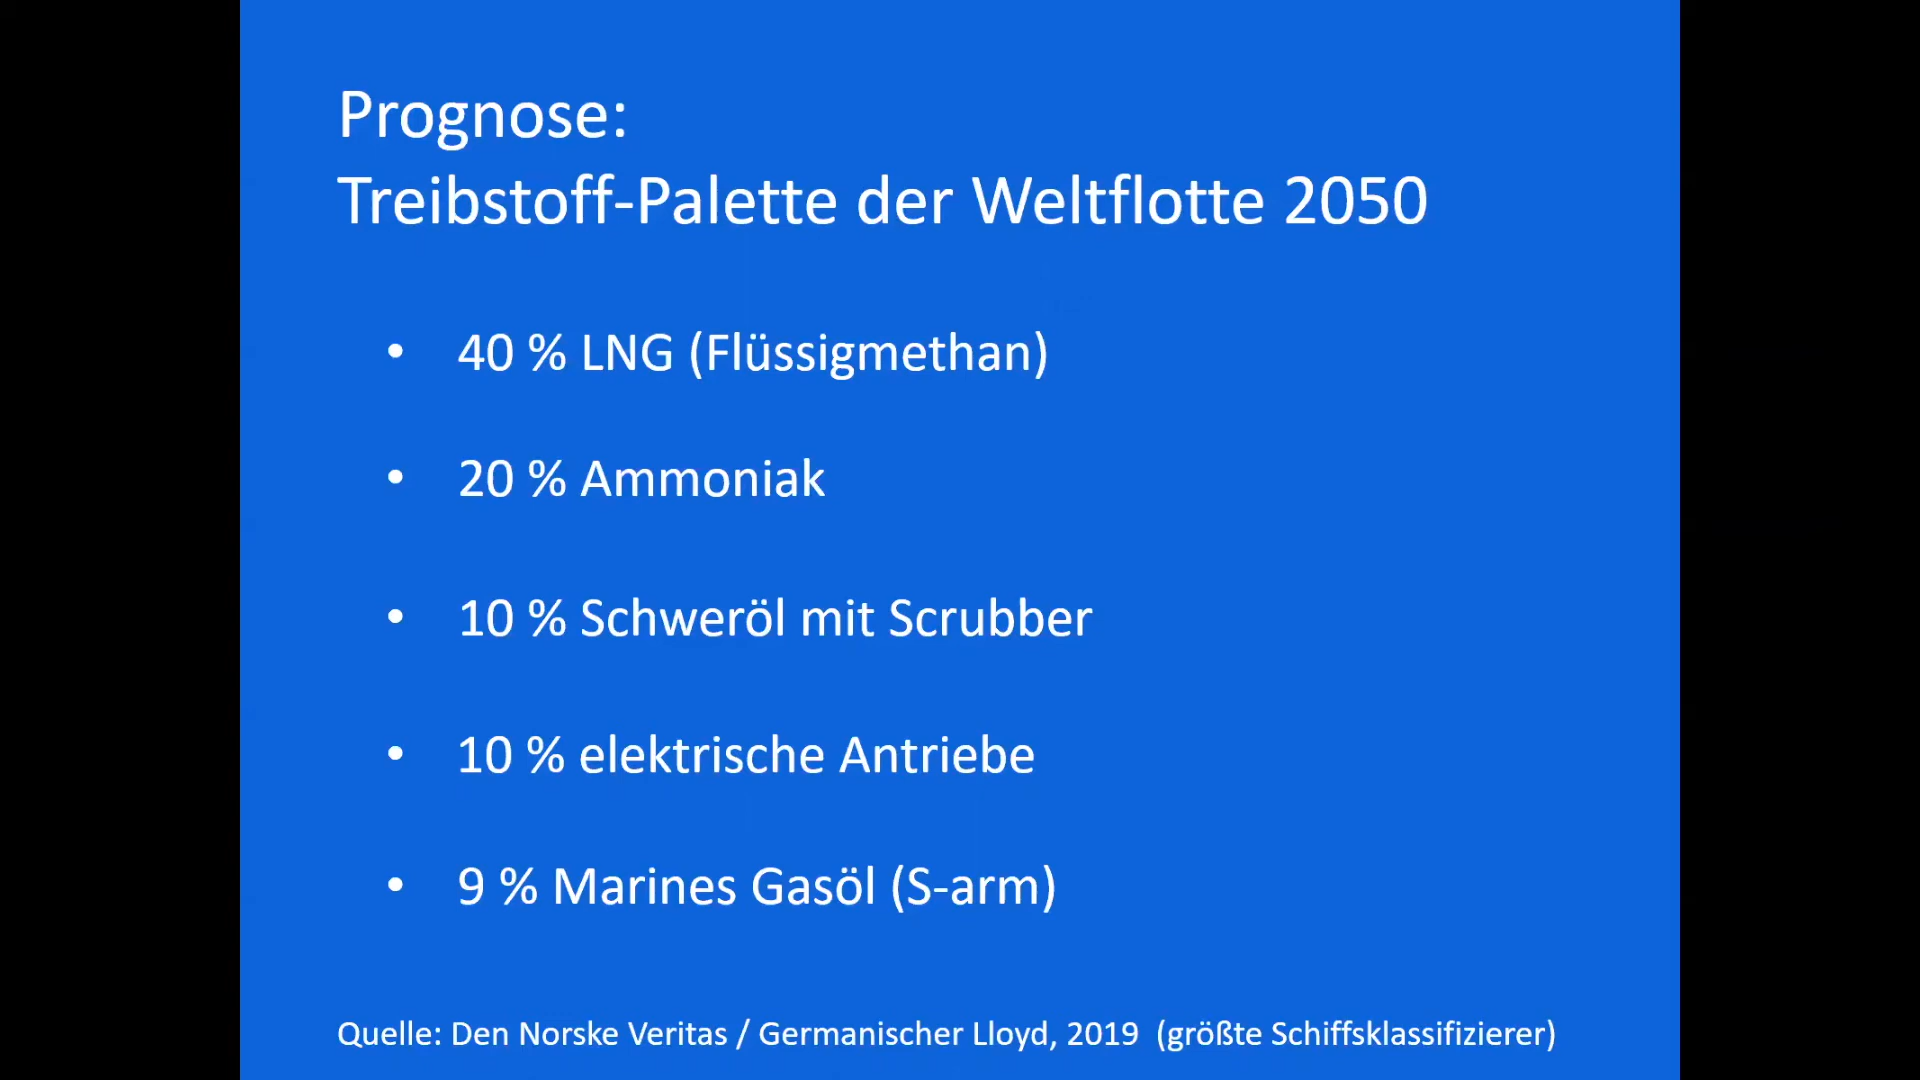 Prognose:
Treibstoff-Palette der Weltflotte 2050
• 40 % LNG (Flüssigmethan)
• 20 % Ammoniak
• 10 % Schweröl mit Scrubber
• 10 % elektrische Antriebe
• 9 % Marines Gasöl (S-arm)
Quelle: Den Norske Veritas / Germanischer Lloyd, 2019 (größte Schiffsklassifizierer)